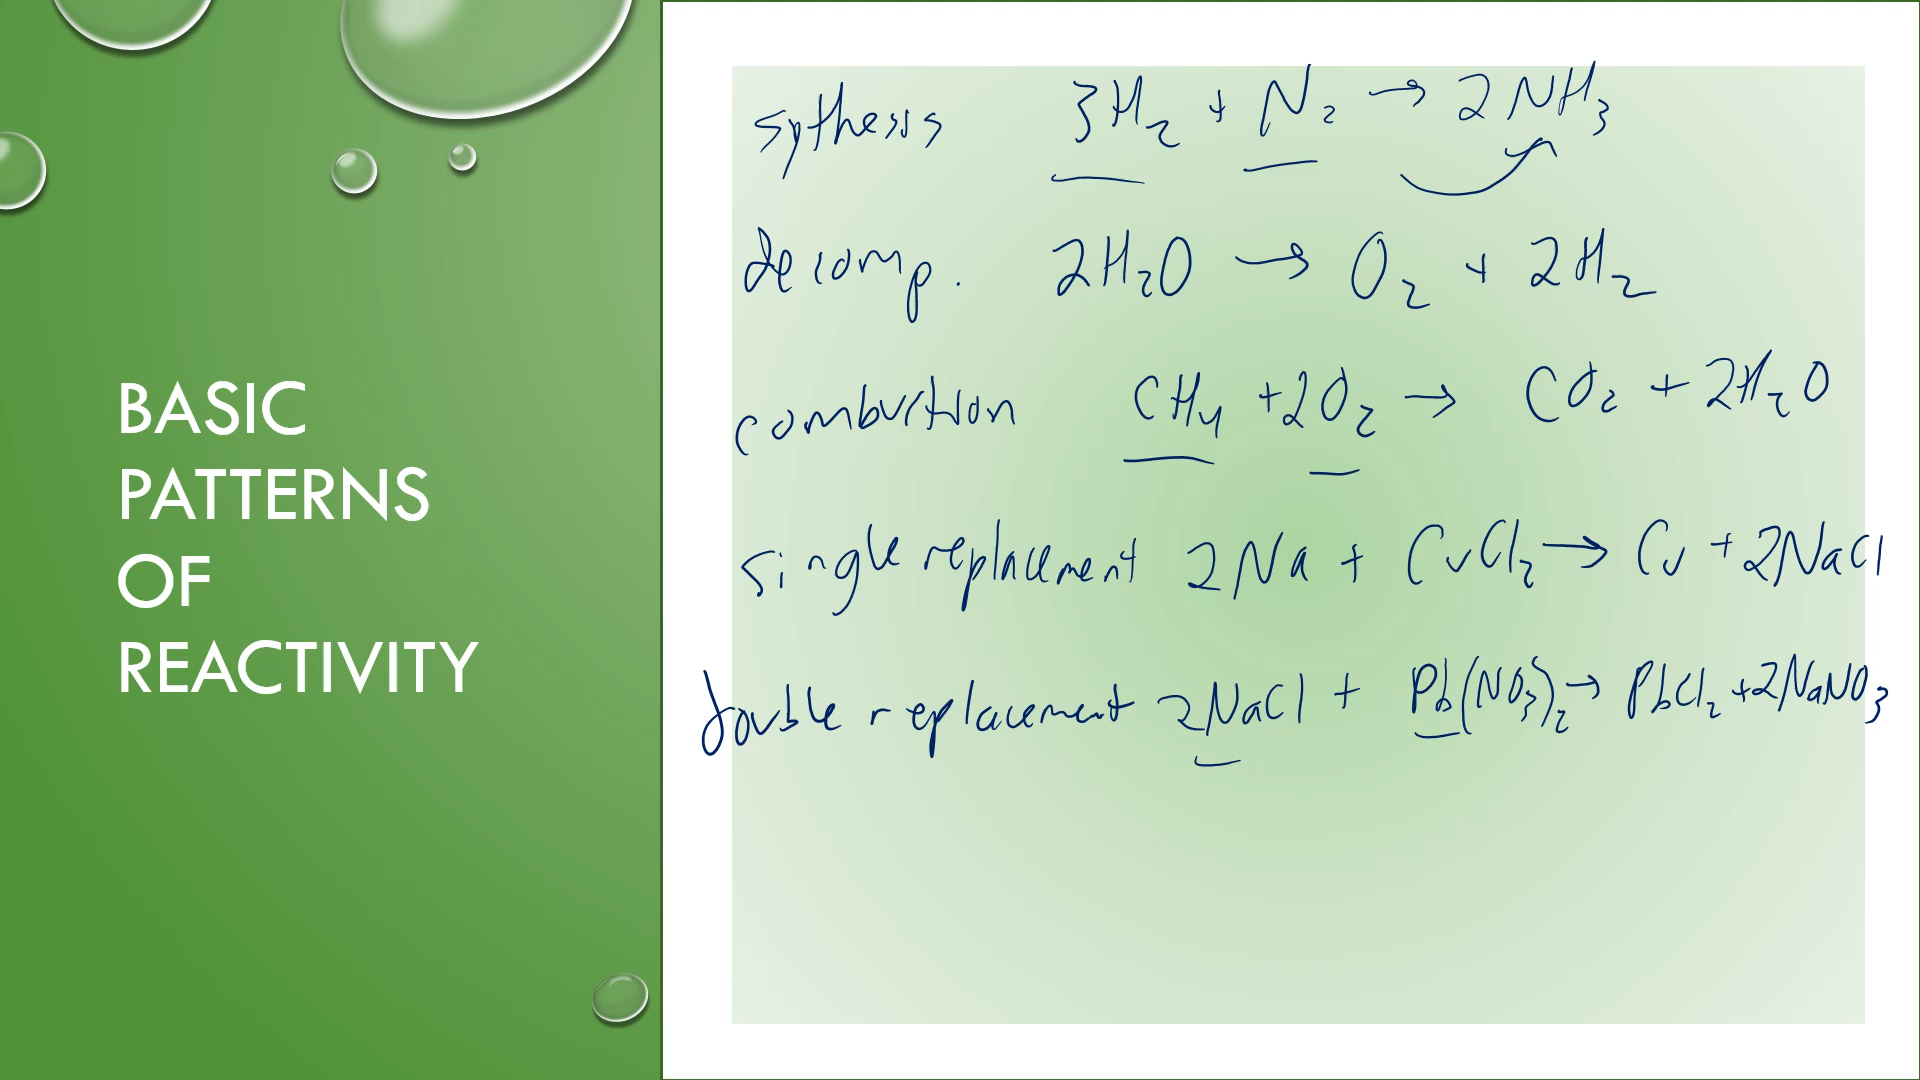 BASIC
PATTERNS
OF
REACTIVITY
sythesis 3H₂ + N₂ → 2NH₃
decomp. 2H₂O → O₂ + 2H₂
combustion CH₄ + 2O₂ → CO₂ + 2H₂O
single replacement 2Na + CuCl₂ → Cu + 2NaCl
double replacement 2NaCl + Pb(NO₃)₂ → PbCl₂ + 2NaNO₃